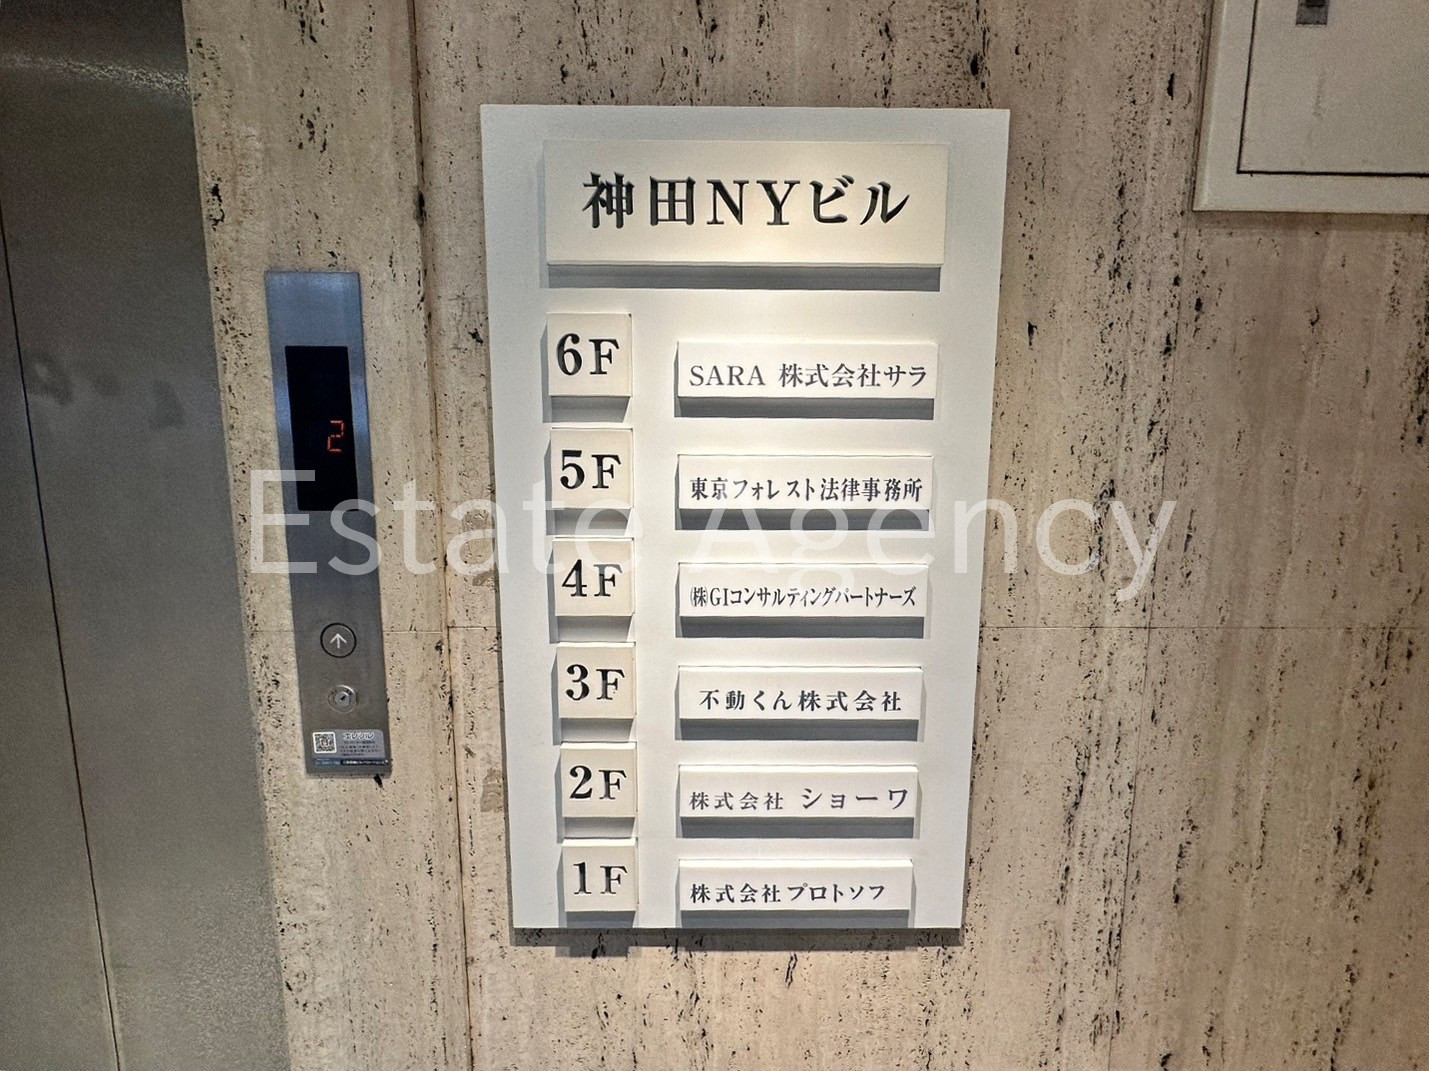 神田NYビル
6F SARA 株式会社サラ
5F 東京フォレスト法律事務所
4F ㈱GIコンサルティングパートナーズ
3F 不動くん株式会社
2F 株式会社 ショーワ
1F 株式会社プロトソフ
2
エレシル
Estate Agency